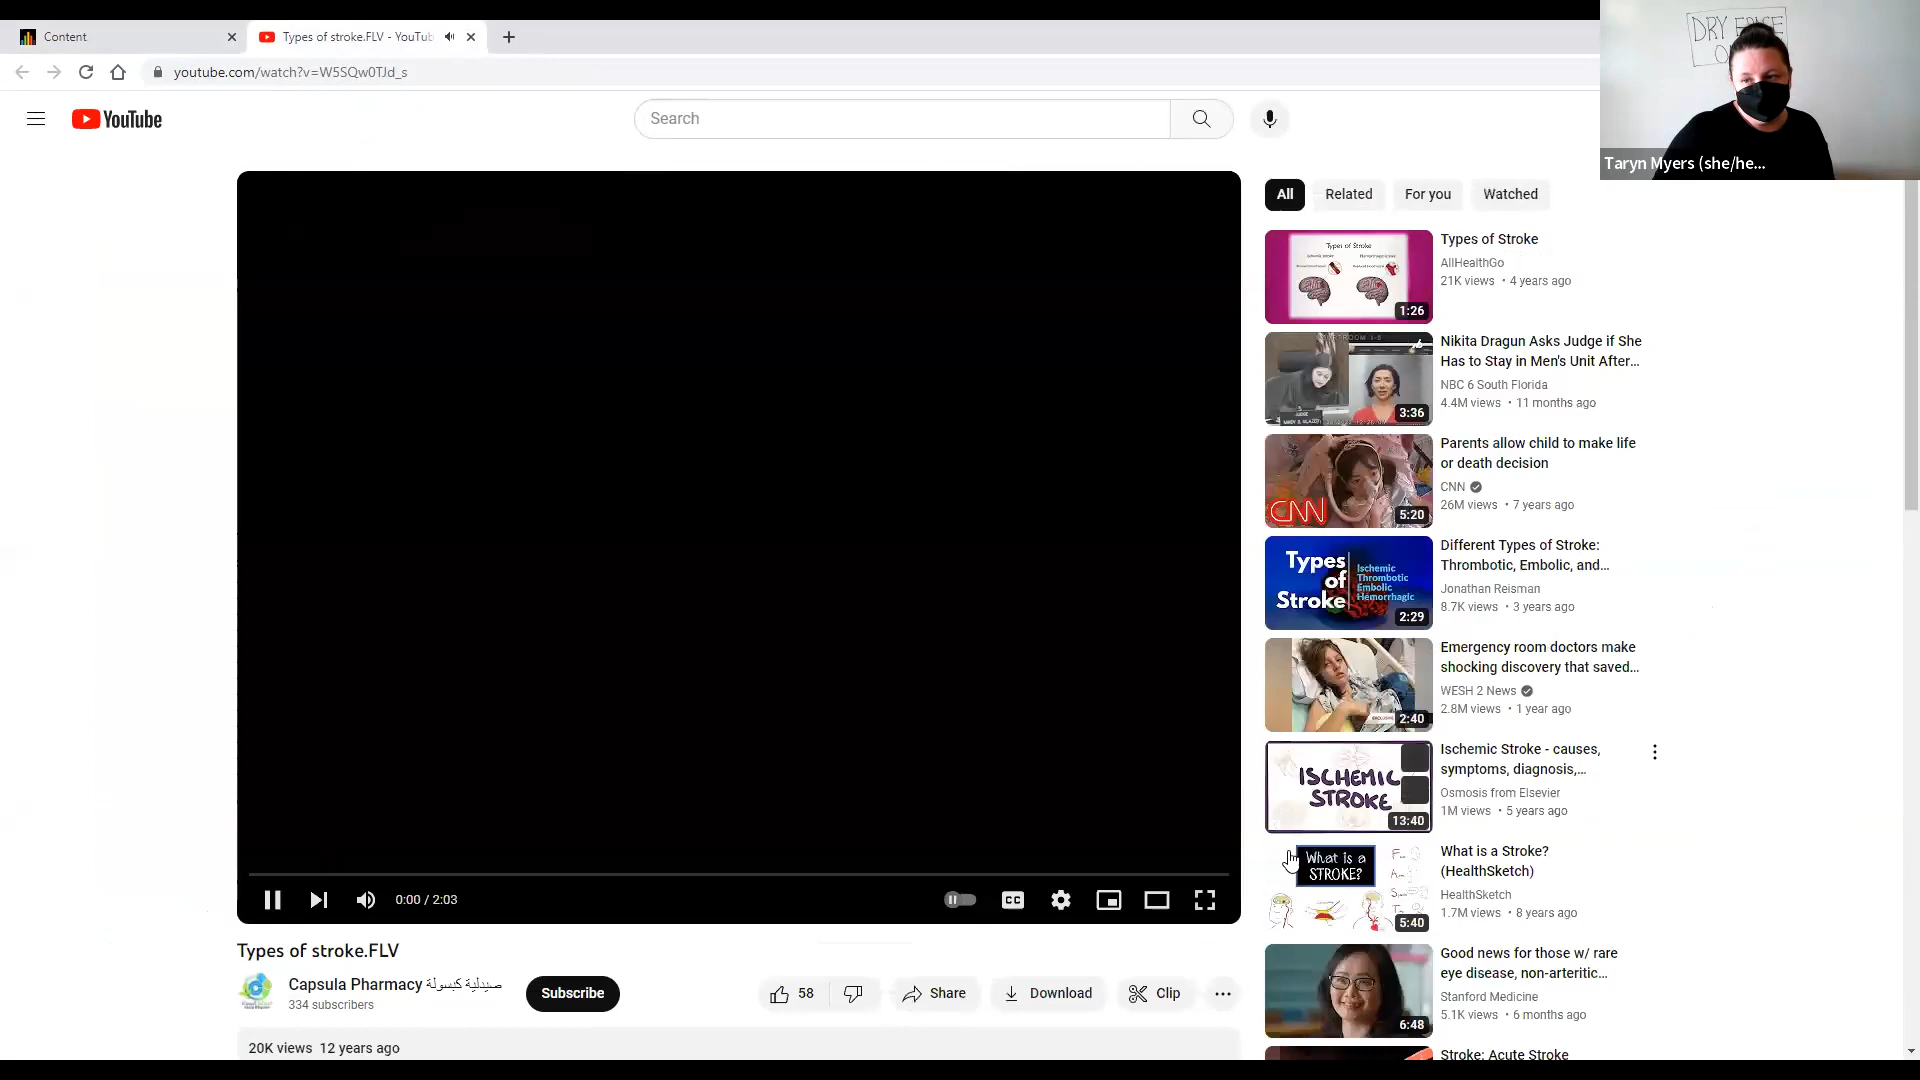 Content
Types of stroke.FLV - YouTub
youtube.com/watch?v=W5SQw0TJd_s
DRY ERASE
Taryn Myers (she/he...
YouTube
Search
All
Related
For you
Watched
Types of Stroke
1:26
Types of Stroke
AllHealthGo
21K views • 4 years ago
3:36
Nikita Dragun Asks Judge if She
Has to Stay in Men's Unit After...
NBC 6 South Florida
4.4M views • 11 months ago
CNN
5:20
Parents allow child to make life
or death decision
CNN
26M views • 7 years ago
Types
of
Stroke
Ischemic
Thrombotic
Embolic
Hemorrhagic
2:29
Different Types of Stroke:
Thrombotic, Embolic, and...
Jonathan Reisman
8.7K views • 3 years ago
2:40
Emergency room doctors make
shocking discovery that saved...
WESH 2 News
2.8M views • 1 year ago
ISCHEMIC
STROKE
13:40
Ischemic Stroke - causes,
symptoms, diagnosis,...
Osmosis from Elsevier
1M views • 5 years ago
What is a
STROKE?
5:40
What is a Stroke?
(HealthSketch)
HealthSketch
1.7M views • 8 years ago
6:48
Good news for those w/ rare
eye disease, non-arteritic...
Stanford Medicine
5.1K views • 6 months ago
Stroke: Acute Stroke
0:00 / 2:03
CC
Types of stroke.FLV
Capsula Pharmacy صيدلية كبسولة
334 subscribers
Subscribe
58
Share
Download
Clip
20K views 12 years ago